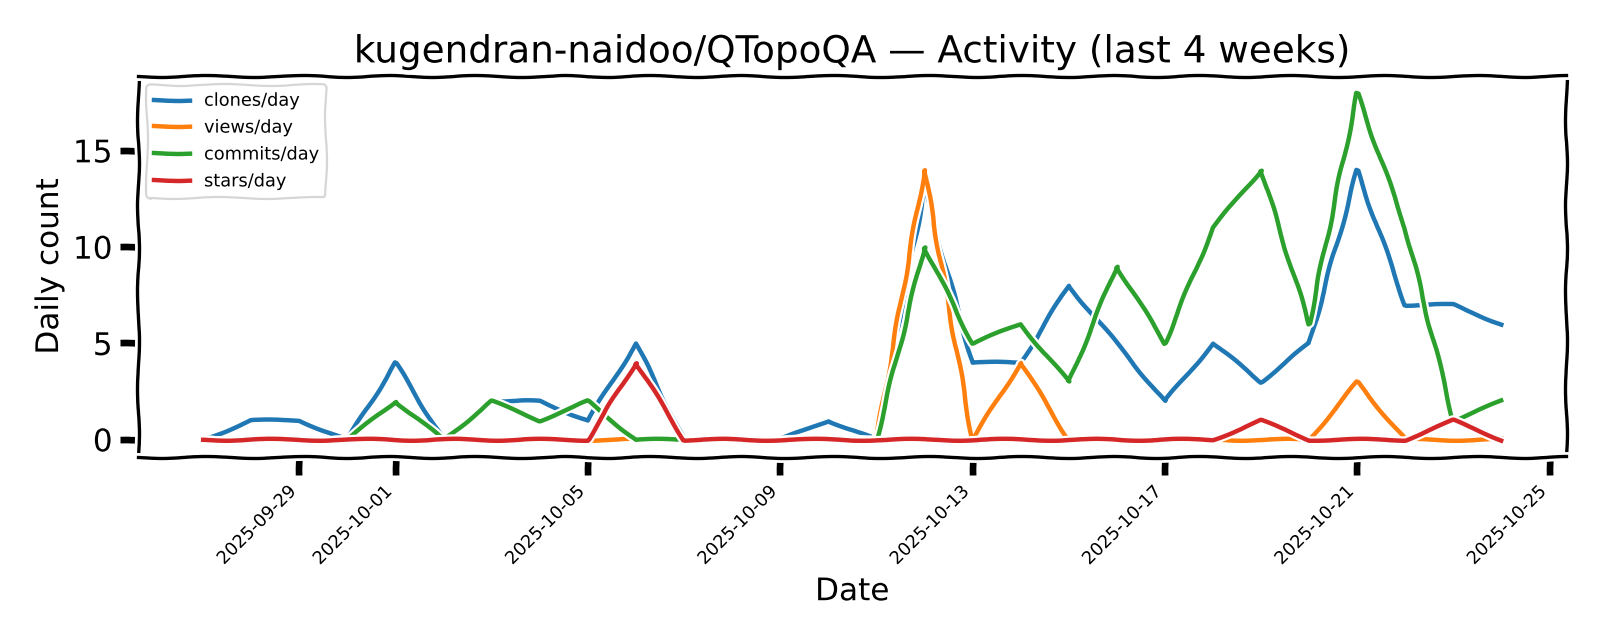 kugendran-naidoo/QTopoQA — Activity (last 4 weeks)
clones/day
views/day
commits/day
stars/day
Daily count
15
10
5
0
2025-09-29
2025-10-01
2025-10-05
2025-10-09
2025-10-13
2025-10-17
2025-10-21
2025-10-25
Date